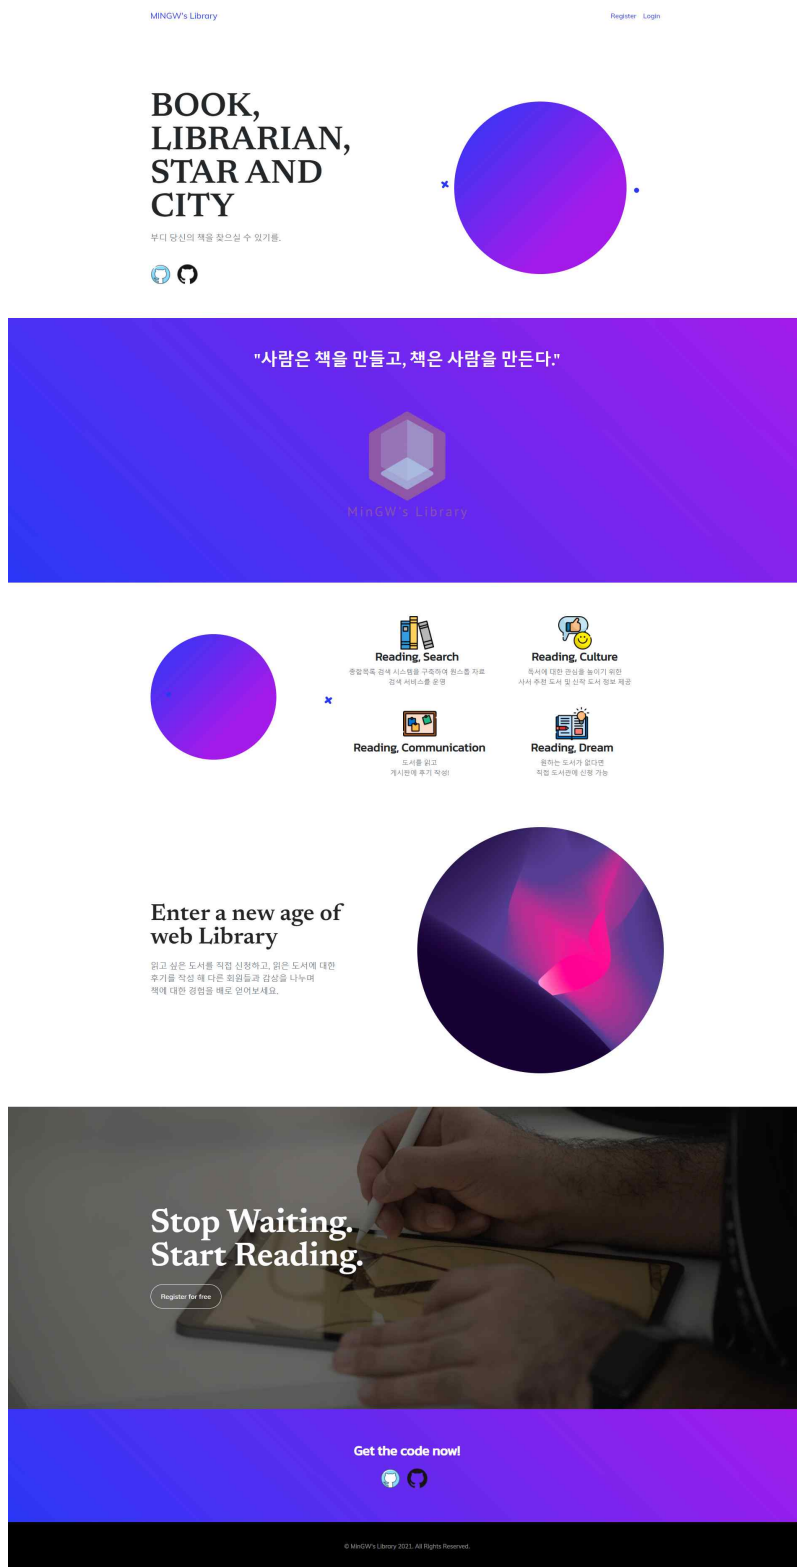 MINGW's Library
Register Login
BOOK,
LIBRARIAN,
STAR AND
CITY
부디 당신의 책을 찾으실 수 있기를.
"사람은 책을 만들고, 책은 사람을 만든다."
MinGW's Library
Reading, Search
종합목록 검색 시스템을 구축하여 원스톱 자료
검색 서비스를 운영
Reading, Culture
독서에 대한 관심을 높이기 위한
사서 추천 도서 및 신작 도서 정보 제공
Reading, Communication
도서를 읽고
게시판에 후기 작성!
Reading, Dream
원하는 도서가 없다면
직접 도서관에 신청 가능
Enter a new age of
web Library
읽고 싶은 도서를 직접 신청하고, 읽은 도서에 대한
후기를 작성 해 다른 회원들과 감상을 나누며
책에 대한 경험을 배로 얻어보세요.
Stop Waiting.
Start Reading.
Register for free
Get the code now!
© MinGW's Library 2021. All Rights Reserved.